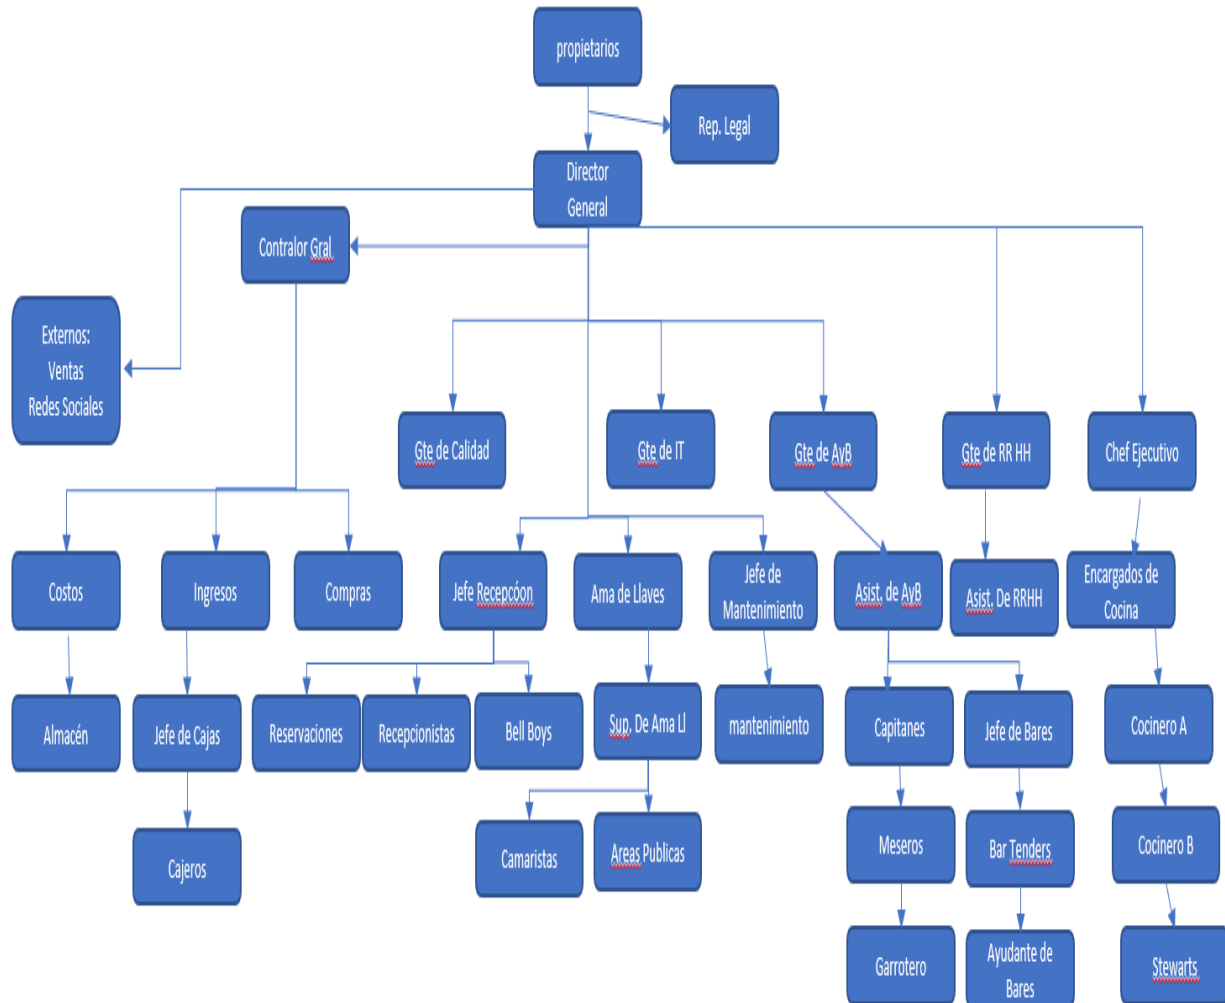 propietarios
Rep. Legal
Director
General
Contralor Gral
Externos:
Ventas
Redes Sociales
Gte de Calidad
Gte de IT
Gte de AyB
Gte de RR HH
Chef Ejecutivo
Costos
Ingresos
Compras
Jefe Recepcóon
Ama de Llaves
Jefe de
Mantenimiento
Asist. de AyB
Asist. De RRHH
Encargados de
Cocina
Almacén
Jefe de Cajas
Reservaciones
Recepcionistas
Bell Boys
Sup. De Ama Ll
mantenimiento
Capitanes
Jefe de Bares
Cocinero A
Cajeros
Camaristas
Areas Publicas
Meseros
Bar Tenders
Cocinero B
Garrotero
Ayudante de
Bares
Stewarts